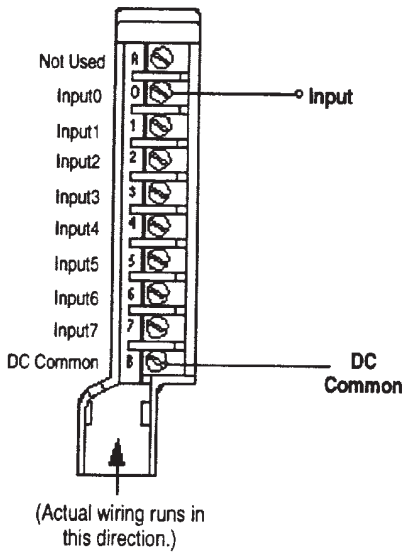 Not Used A
Input0 0 Input
Input1 1
Input2 2
Input3 3
Input4 4
Input5 5
Input6 6
Input7 7
DC Common B DC
Common
(Actual wiring runs in
this direction.)